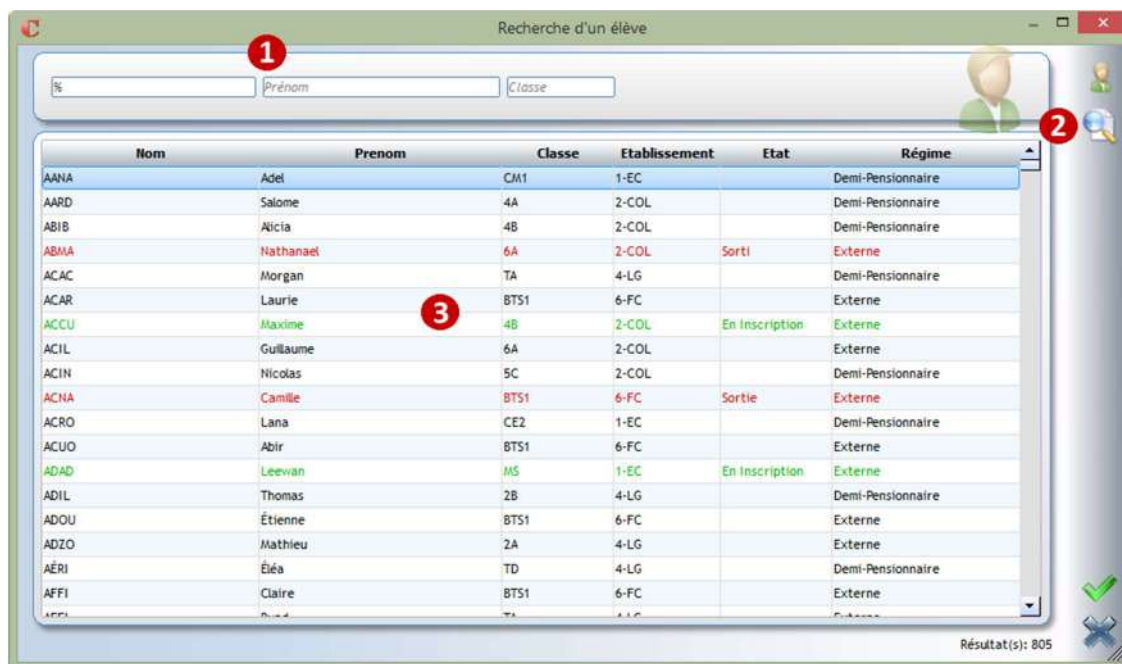 Recherche d'un élève
1
% Prénom Classe
2
Nom Prenom Classe Etablissement Etat Régime
AANA Adel CM1 1-EC Demi-Pensionnaire
AARD Salome 4A 2-COL Demi-Pensionnaire
ABIB Alicia 4B 2-COL Demi-Pensionnaire
ABMA Nathanael 6A 2-COL Sorti Externe
ACAC Morgan TA 4-LG Demi-Pensionnaire
ACAR Laurie BTS1 6-FC Externe
3
ACCU Maxime 4B 2-COL En Inscription Externe
ACIL Guillaume 6A 2-COL Externe
ACIN Nicolas 5C 2-COL Demi-Pensionnaire
ACNA Camille BTS1 6-FC Sortie Externe
ACRO Lana CE2 1-EC Demi-Pensionnaire
ACUO Abir BTS1 6-FC Externe
ADAD Leewan MS 1-EC En Inscription Externe
ADIL Thomas 2B 4-LG Demi-Pensionnaire
ADOU Étienne BTS1 6-FC Externe
ADZO Mathieu 2A 4-LG Externe
AÉRI Éléa TD 4-LG Demi-Pensionnaire
AFFI Claire BTS1 6-FC Externe
Résultat(s): 805